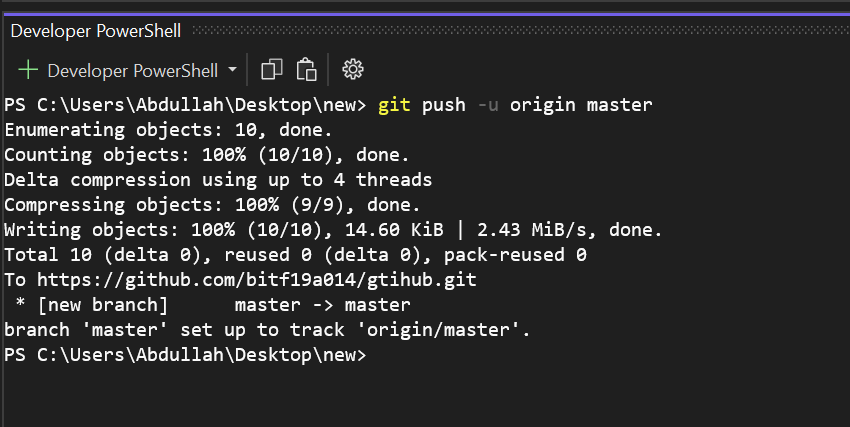 Developer PowerShell
Developer PowerShell
PS C:\Users\Abdullah\Desktop\new> git push -u origin master
Enumerating objects: 10, done.
Counting objects: 100% (10/10), done.
Delta compression using up to 4 threads
Compressing objects: 100% (9/9), done.
Writing objects: 100% (10/10), 14.60 KiB | 2.43 MiB/s, done.
Total 10 (delta 0), reused 0 (delta 0), pack-reused 0
To https://github.com/bitf19a014/gtihub.git
 * [new branch]      master -> master
branch 'master' set up to track 'origin/master'.
PS C:\Users\Abdullah\Desktop\new>